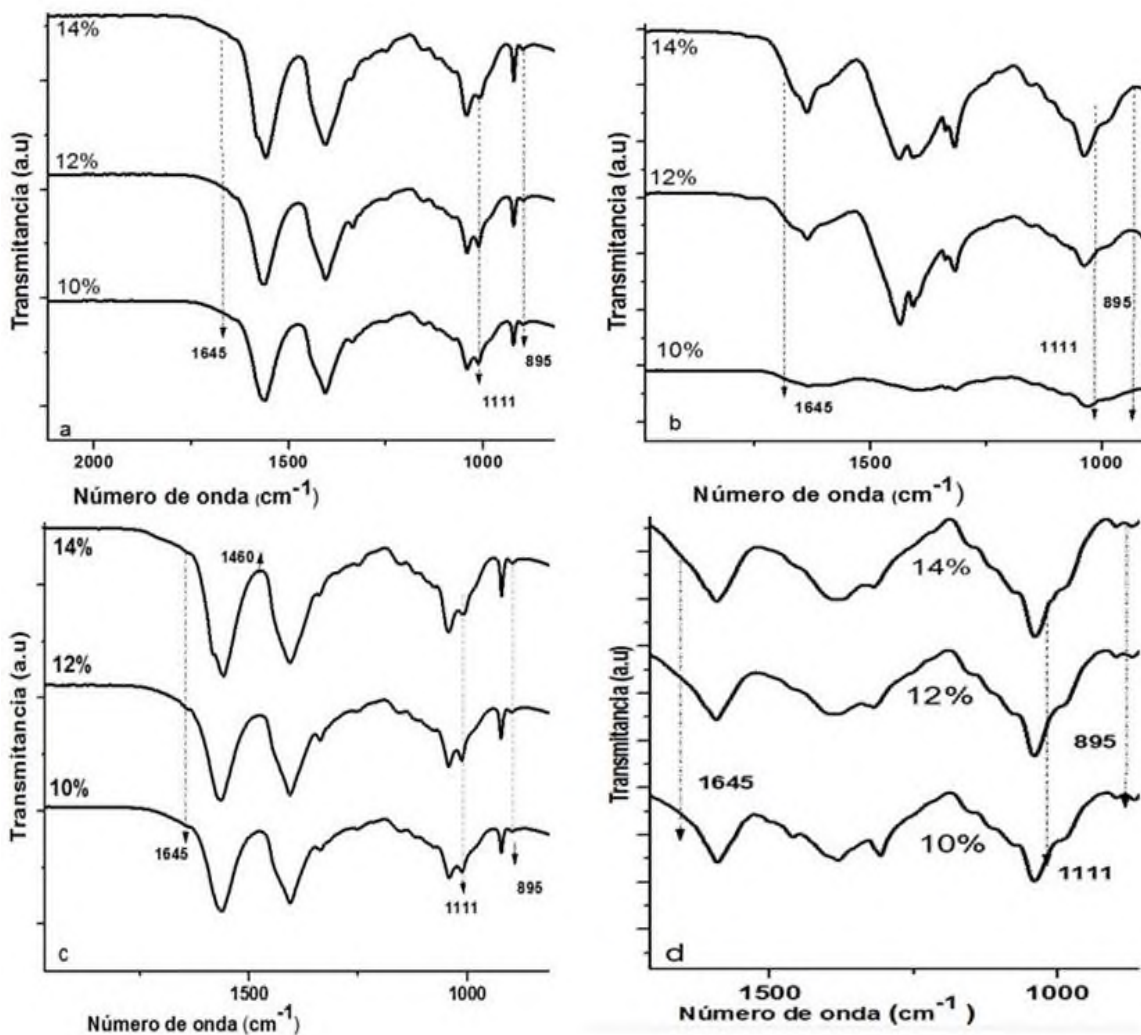 14%
12%
10%
Transmitancia (a.u)
1645
1111
895
a
2000
1500
1000
Número de onda (cm-1)
14%
12%
10%
Transmitancia (a.u)
895
1111
1645
b
1500
1000
Número de onda (cm-1)
14%
1460
12%
10%
Transmitancia (a.u)
1645
1111
895
c
1500
1000
Número de onda (cm-1)
14%
12%
895
1645
10%
1111
Transmitancia (a.u)
d
1500
1000
Número de onda (cm-1)